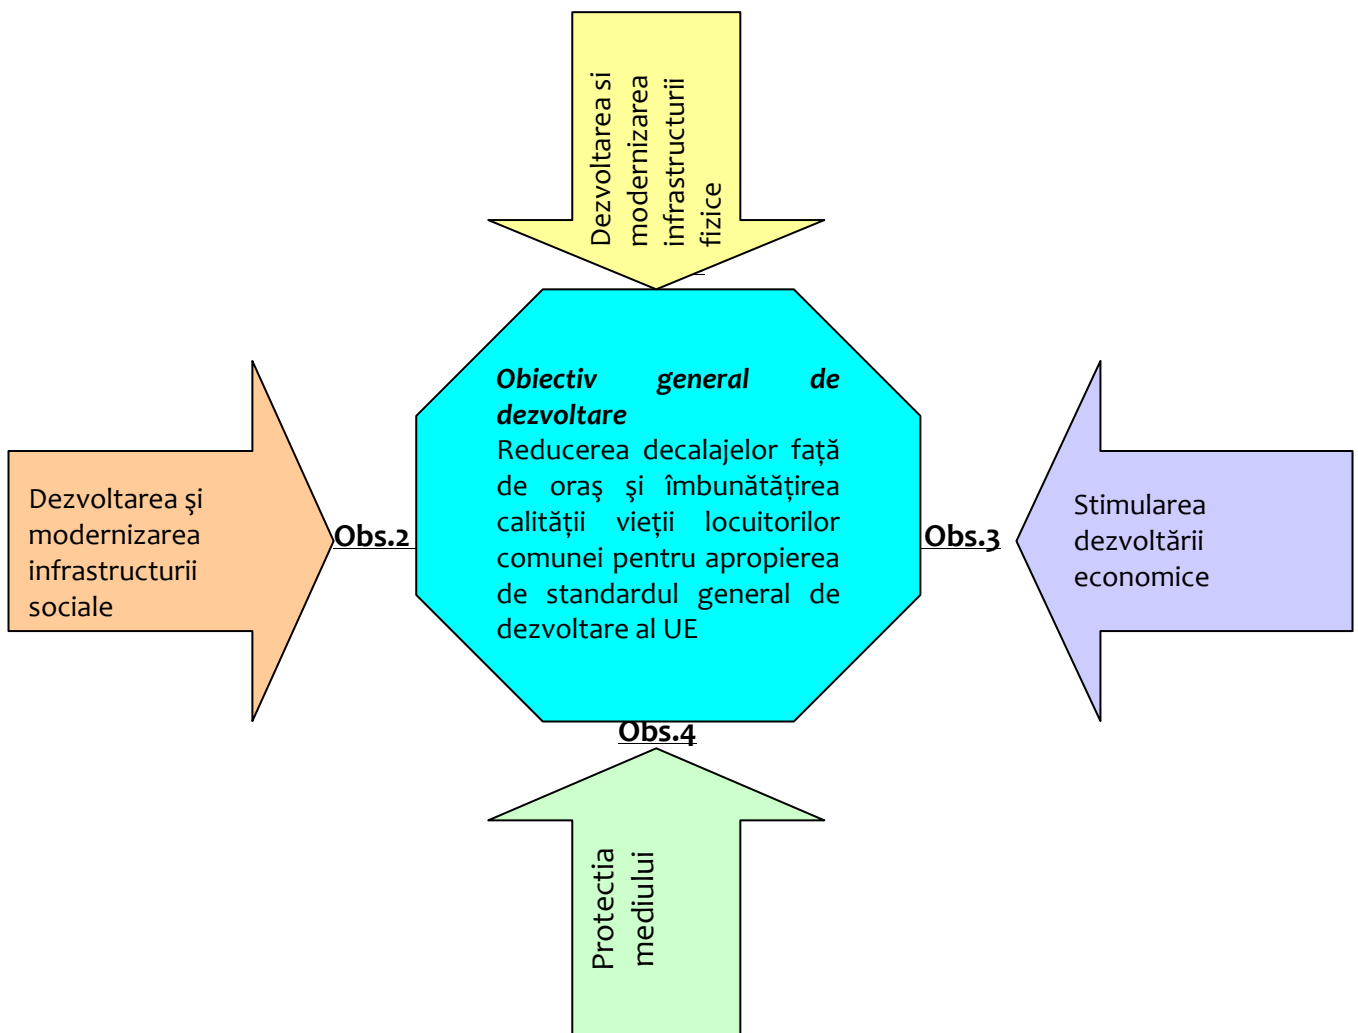 Dezvoltarea si
modernizarea
infrastructurii
fizice
Obiectiv general de
dezvoltare
Reducerea decalajelor față
de oraş şi îmbunătățirea
calității vieții locuitorilor
comunei pentru apropierea
de standardul general de
dezvoltare al UE
Dezvoltarea şi
modernizarea
infrastructurii
sociale
Obs.2
Obs.3
Stimularea
dezvoltării
economice
Obs.4
Protectia
mediului